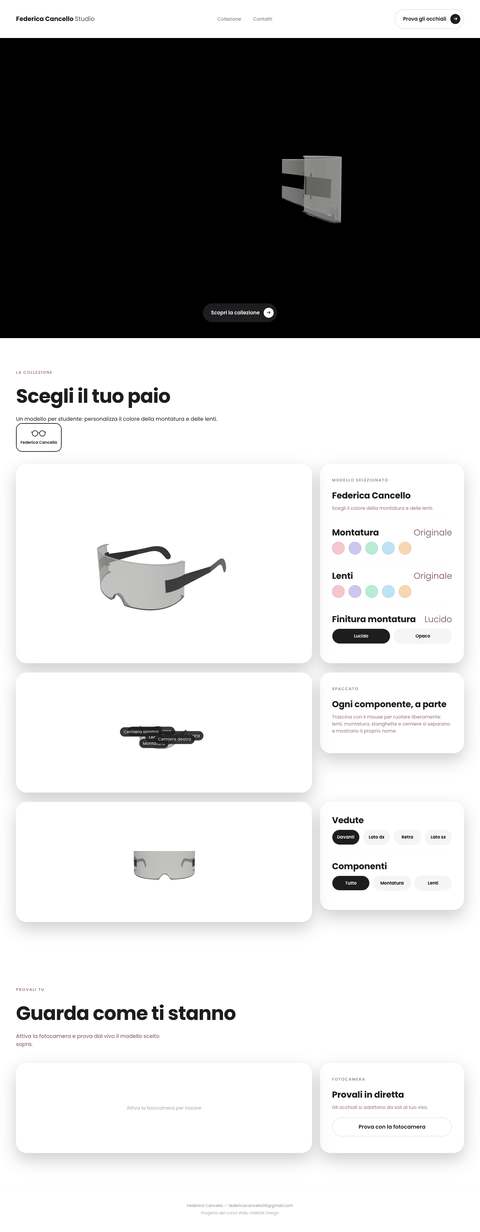 Federica Cancello Studio
Collezione
Contatti
Prova gli occhiali
Scopri la collezione
LA COLLEZIONE
Scegli il tuo paio
Un modello per studente: personalizza il colore della montatura e delle lenti.
Federica Cancello
MODELLO SELEZIONATO
Federica Cancello
Scegli il colore della montatura e delle lenti.
Montatura
Originale
Lenti
Originale
Finitura montatura
Lucido
Lucido
Opaco
Cerniera destra
SPACCATO
Ogni componente, a parte
Trascina con il mouse per ruotare liberamente:
lenti, montatura, stanghette e cerniere si separano
e mostrano il proprio nome.
Vedute
Davanti
Lato dx
Retro
Lato sx
Componenti
Tutto
Montatura
Lenti
PROVALI TU
Guarda come ti stanno
Attiva la fotocamera e prova dal vivo il modello scelto
sopra.
Attiva la fotocamera per iniziare
FOTOCAMERA
Provali in diretta
Gli occhiali si adattano da soli al tuo viso.
Prova con la fotocamera